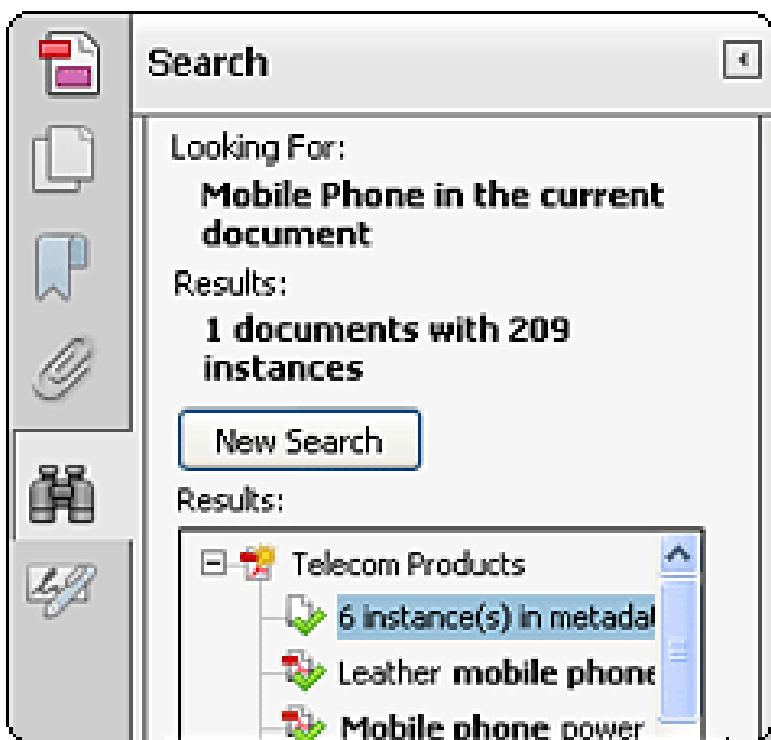 Search
Looking For:
Mobile Phone in the current
document
Results:
1 documents with 209
instances
New Search
Results:
Telecom Products
6 instance(s) in
Leather mobile phone
Mobile phone power